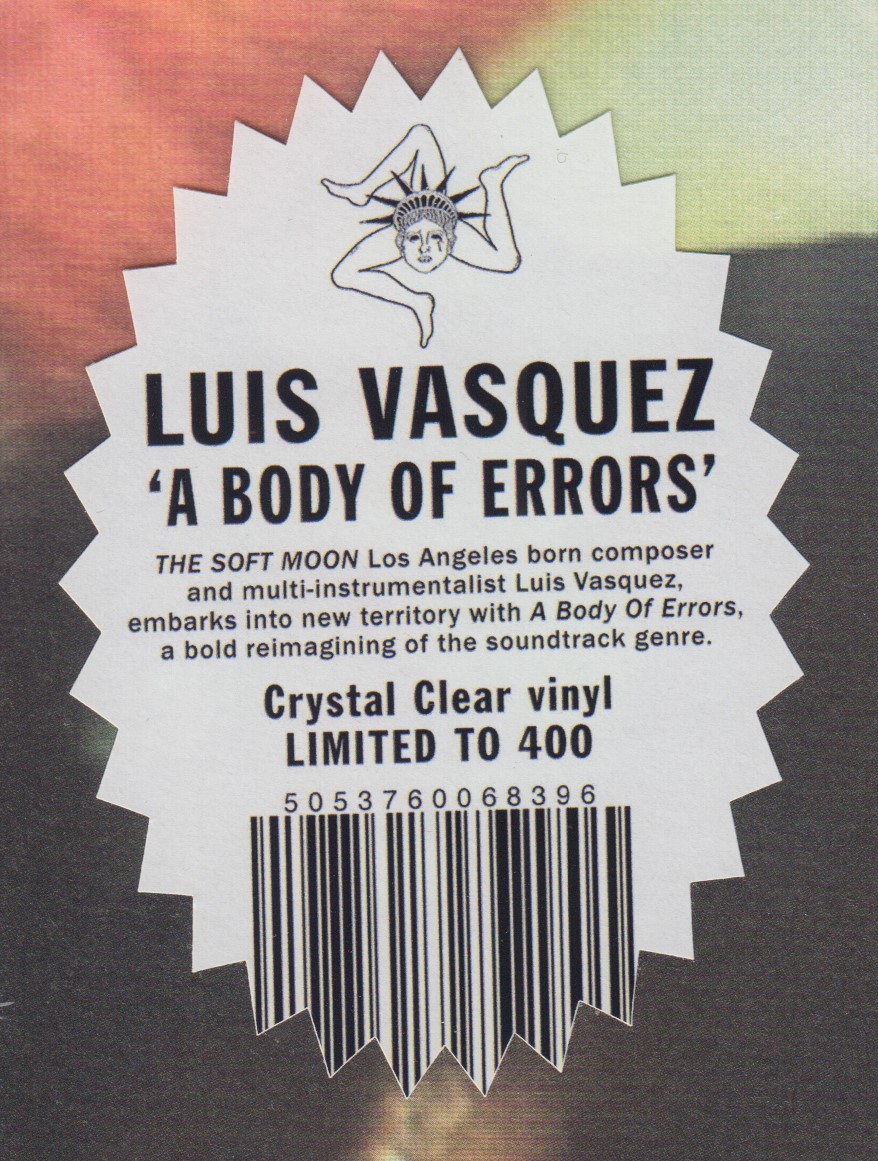 LUIS VASQUEZ
‘A BODY OF ERRORS’
THE SOFT MOON Los Angeles born composer
and multi-instrumentalist Luis Vasquez,
embarks into new territory with A Body Of Errors,
a bold reimagining of the soundtrack genre.
Crystal Clear vinyl
LIMITED TO 400
5053760068396